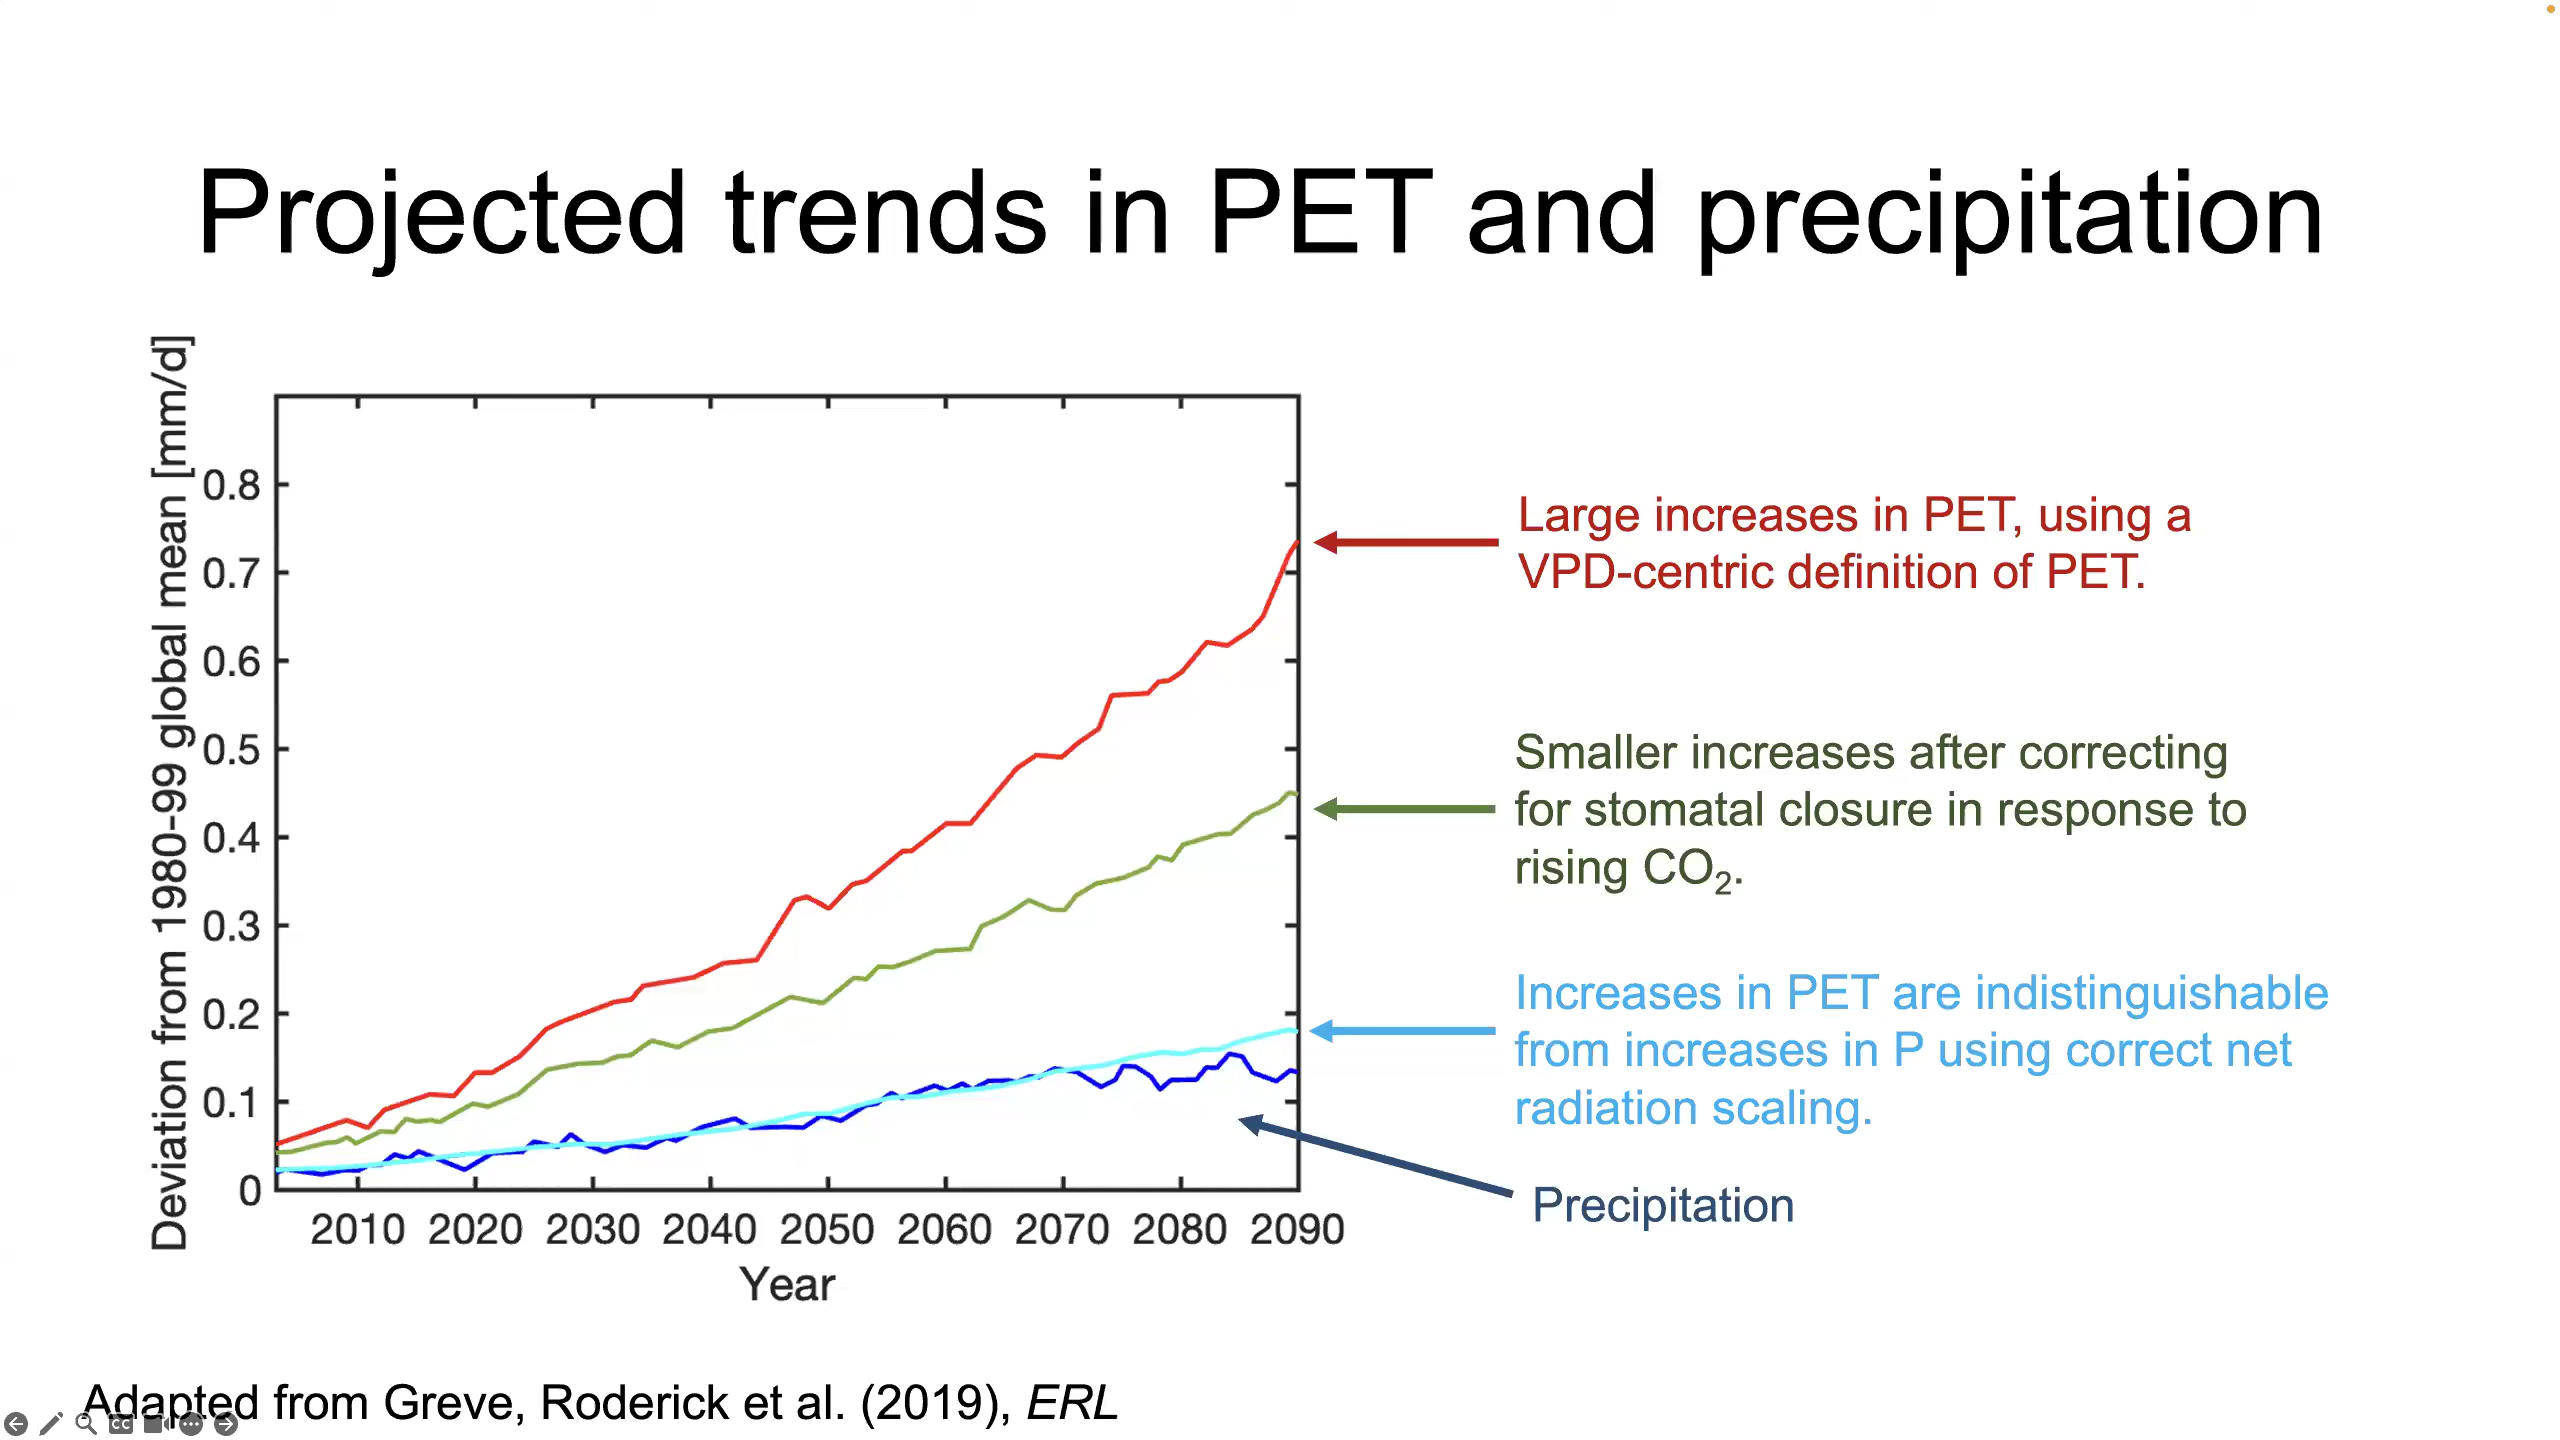 Projected trends in PET and precipitation
Deviation from 1980-99 global mean [mm/d]
0.8
0.7
0.6
0.5
0.4
0.3
0.2
0.1
0
2010 2020 2030 2040 2050 2060 2070 2080 2090
Year
Large increases in PET, using a
VPD-centric definition of PET.
Smaller increases after correcting
for stomatal closure in response to
rising CO₂.
Increases in PET are indistinguishable
from increases in P using correct net
radiation scaling.
Precipitation
Adapted from Greve, Roderick et al. (2019), ERL
CC